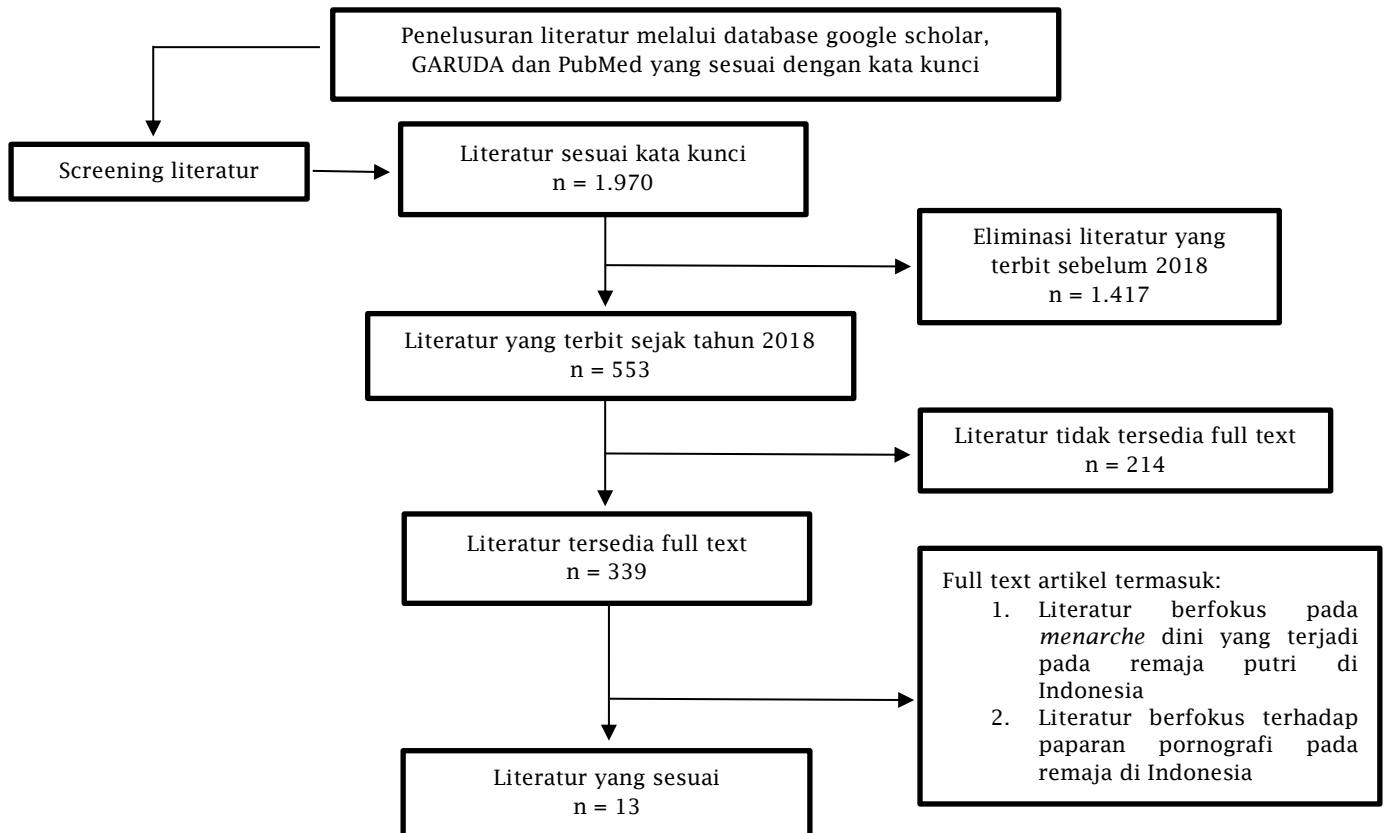 Penelusuran literatur melalui database google scholar,
GARUDA dan PubMed yang sesuai dengan kata kunci
Screening literatur
Literatur sesuai kata kunci
n = 1.970
Eliminasi literatur yang
terbit sebelum 2018
n = 1.417
Literatur yang terbit sejak tahun 2018
n = 553
Literatur tidak tersedia full text
n = 214
Literatur tersedia full text
n = 339
Full text artikel termasuk:
1. Literatur berfokus pada
menarche dini yang terjadi
pada remaja putri di
Indonesia
2. Literatur berfokus terhadap
paparan pornografi pada
remaja di Indonesia
Literatur yang sesuai
n = 13